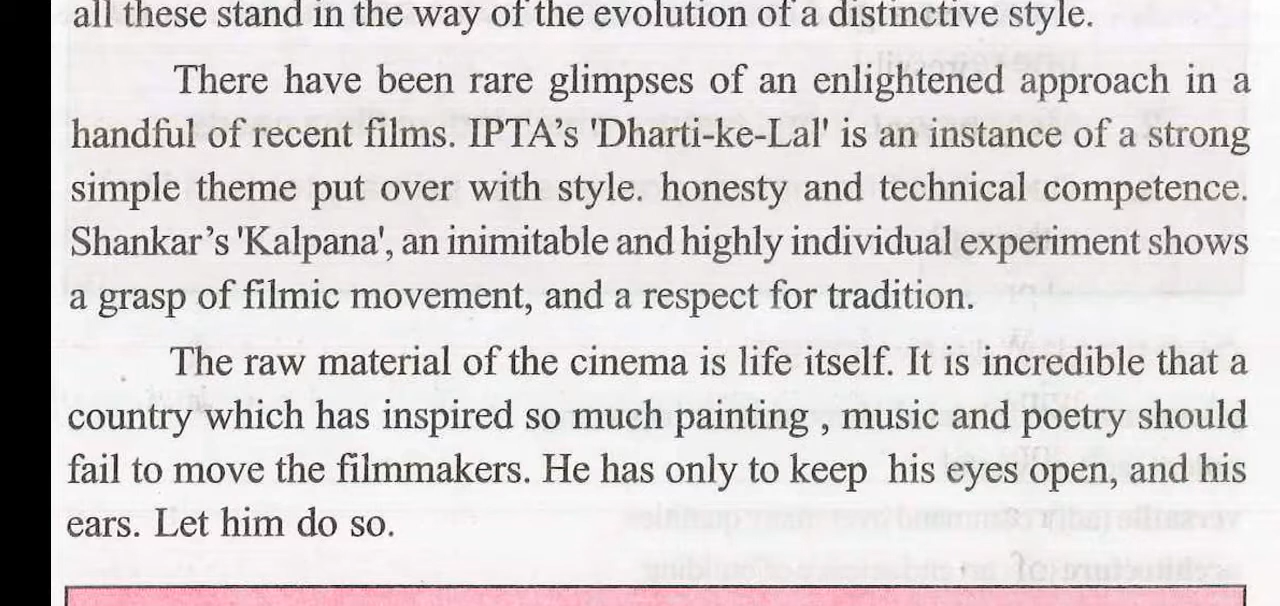 all these stand in the way of the evolution of a distinctive style.
There have been rare glimpses of an enlightened approach in a
handful of recent films. IPTA's 'Dharti-ke-Lal' is an instance of a strong
simple theme put over with style. honesty and technical competence.
Shankar's 'Kalpana', an inimitable and highly individual experiment shows
a grasp of filmic movement, and a respect for tradition.
The raw material of the cinema is life itself. It is incredible that a
country which has inspired so much painting , music and poetry should
fail to move the filmmakers. He has only to keep his eyes open, and his
ears. Let him do so.